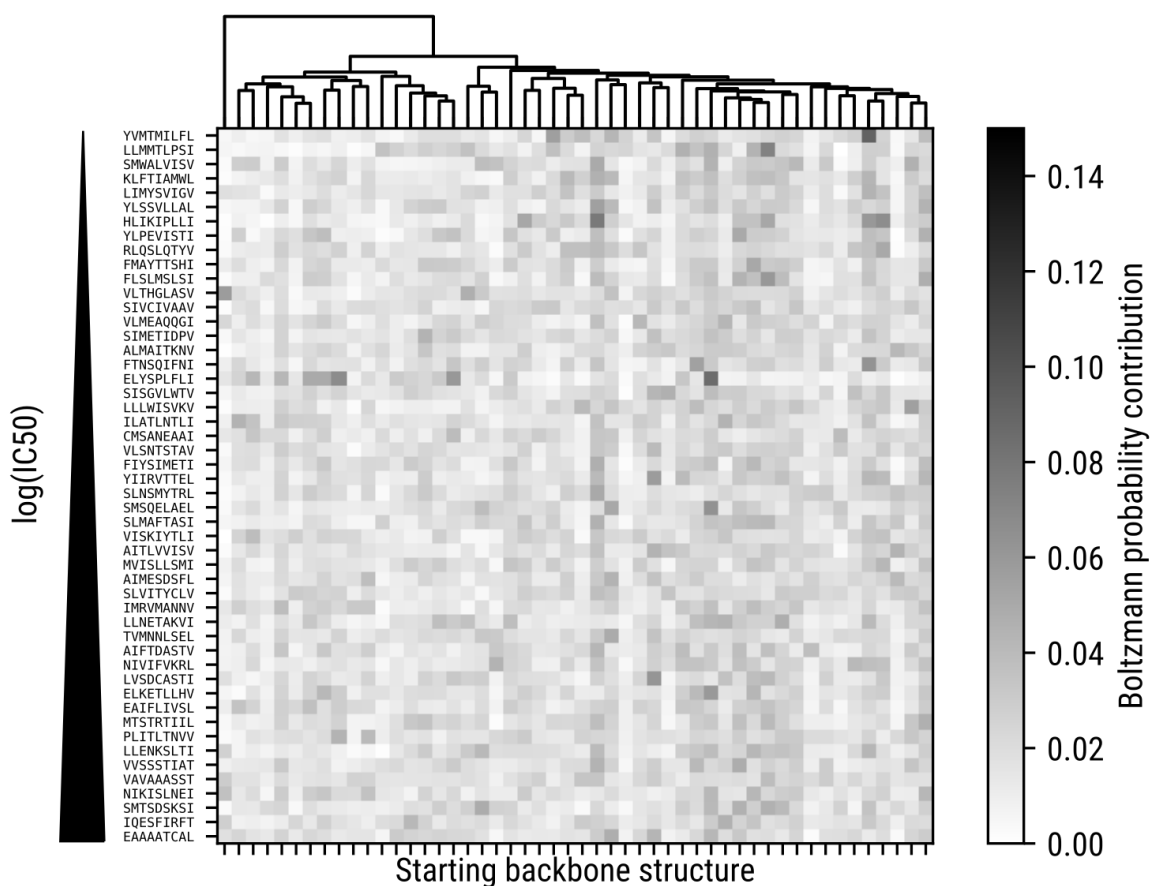 YVMTMILFL
LLMMTLPSI
SMWALVISV
KLFTIAMWL
LIMYSVIGV
YLSSVLLAL
HLIKIPLLI
YLPEVISTI
RLQSLQTYV
FMAYTTSHI
FLSLMSLSI
VLTHGLASV
SIVCIVAAV
VLMEAQQGI
SIMETIDPV
ALMAITKNV
FTNSQIFNI
ELYSPLFLI
SISGVLWTV
LLLWISVKV
ILATLNTLI
CMSANEAAI
VLSNTSTAV
FIYSIMETI
YIIRVTTEL
SLNSMYTRL
SMSQELAEL
SLMAFTASI
VISKIYTLI
AITLVVISV
MVISLLSMI
AIMESDSFL
SLVITYCLV
IMRVMANNV
LLNETAKVI
TVMNNLSEL
AIFTDASTV
NIVIFVKRL
LVSDCASTI
ELKETLLHV
EAIFLIVSL
MTSTRTIIL
PLITLTNVV
LLENKSLTI
VVSSSTIAT
VAVAAASST
NIKISLNEI
SMTSDSKSI
IQESFIRFT
EAAAATCAL
log(IC50)
Starting backbone structure
0.14
0.12
0.10
0.08
0.06
0.04
0.02
0.00
Boltzmann probability contribution